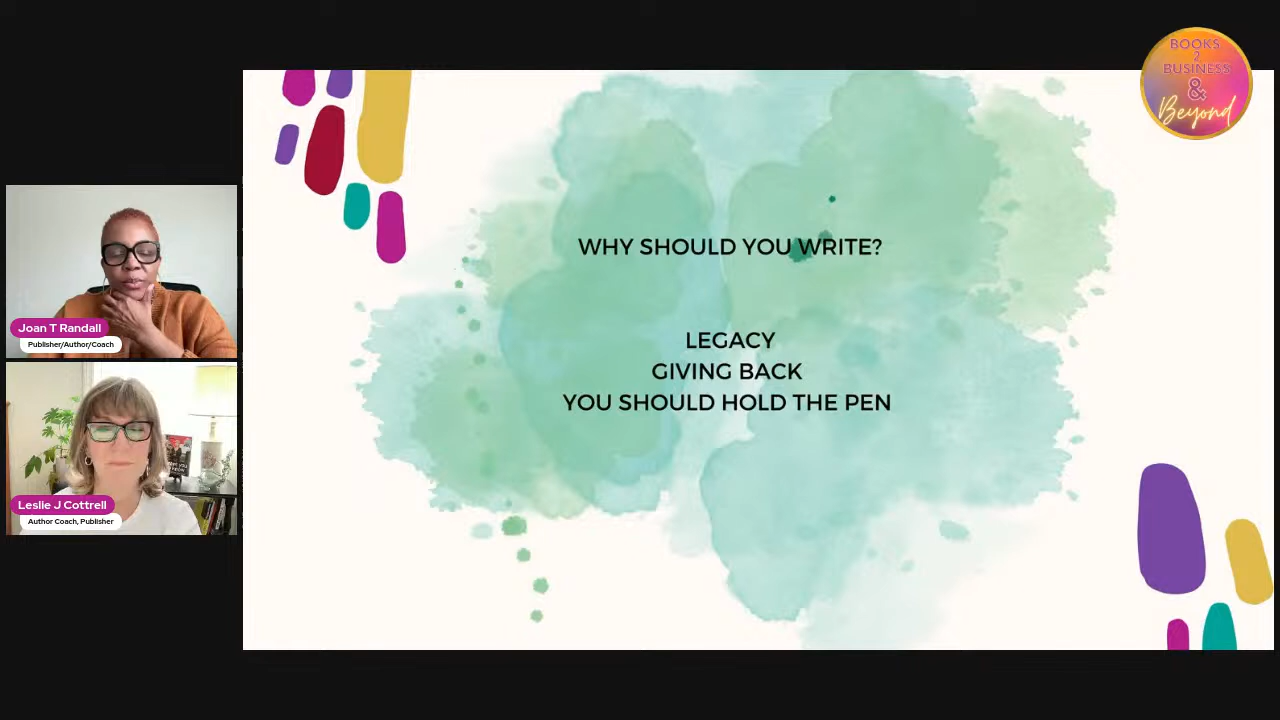 BOOKS
2
BUSINESS
&
Beyond
WHY SHOULD YOU WRITE?
LEGACY
GIVING BACK
YOU SHOULD HOLD THE PEN
Joan T Randall
Publisher/Author/Coach
Leslie J Cottrell
Author Coach, Publisher